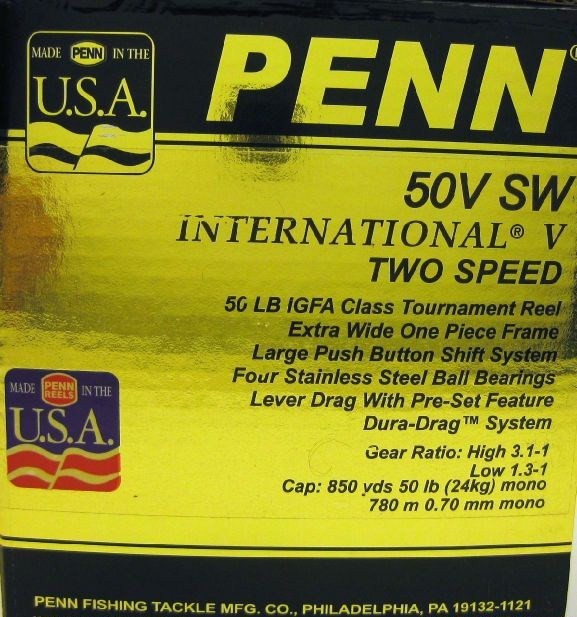 MADE PENN IN THE
U.S.A.
PENN®
50V SW
INTERNATIONAL® V
TWO SPEED
50 LB IGFA Class Tournament Reel
Extra Wide One Piece Frame
Large Push Button Shift System
Four Stainless Steel Ball Bearings
Lever Drag With Pre-Set Feature
Dura-Drag™ System
MADE PENN REELS IN THE
U.S.A.
Gear Ratio: High 3.1-1
Low 1.3-1
Cap: 850 yds 50 lb (24kg) mono
780 m 0.70 mm mono
PENN FISHING TACKLE MFG. CO., PHILADELPHIA, PA 19132-1121